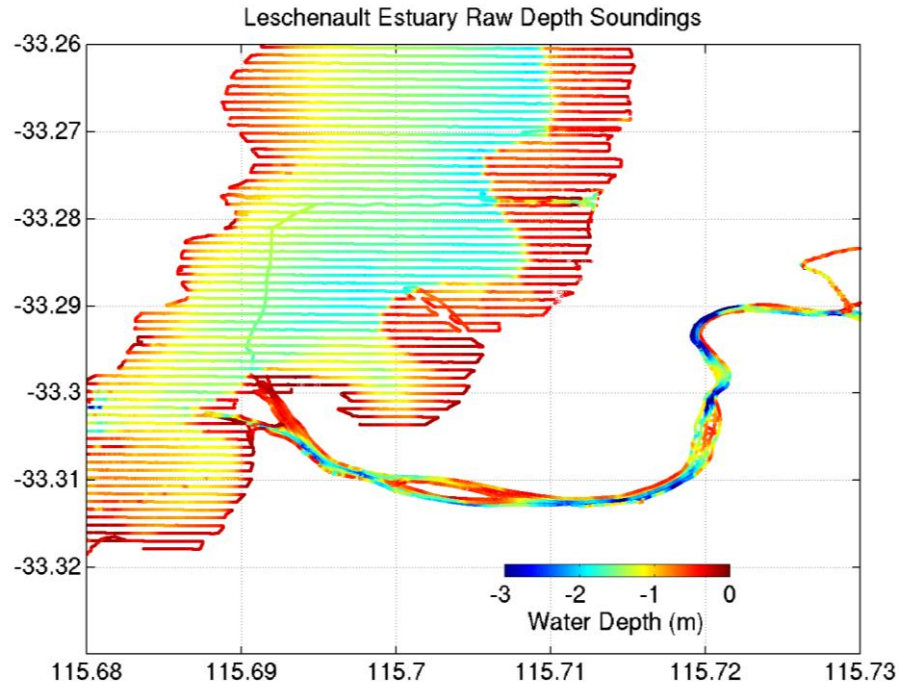 Leschenault Estuary Raw Depth Soundings
-33.26
-33.27
-33.28
-33.29
-33.3
-33.31
-33.32
-3 -2 -1 0
Water Depth (m)
115.68 115.69 115.7 115.71 115.72 115.73